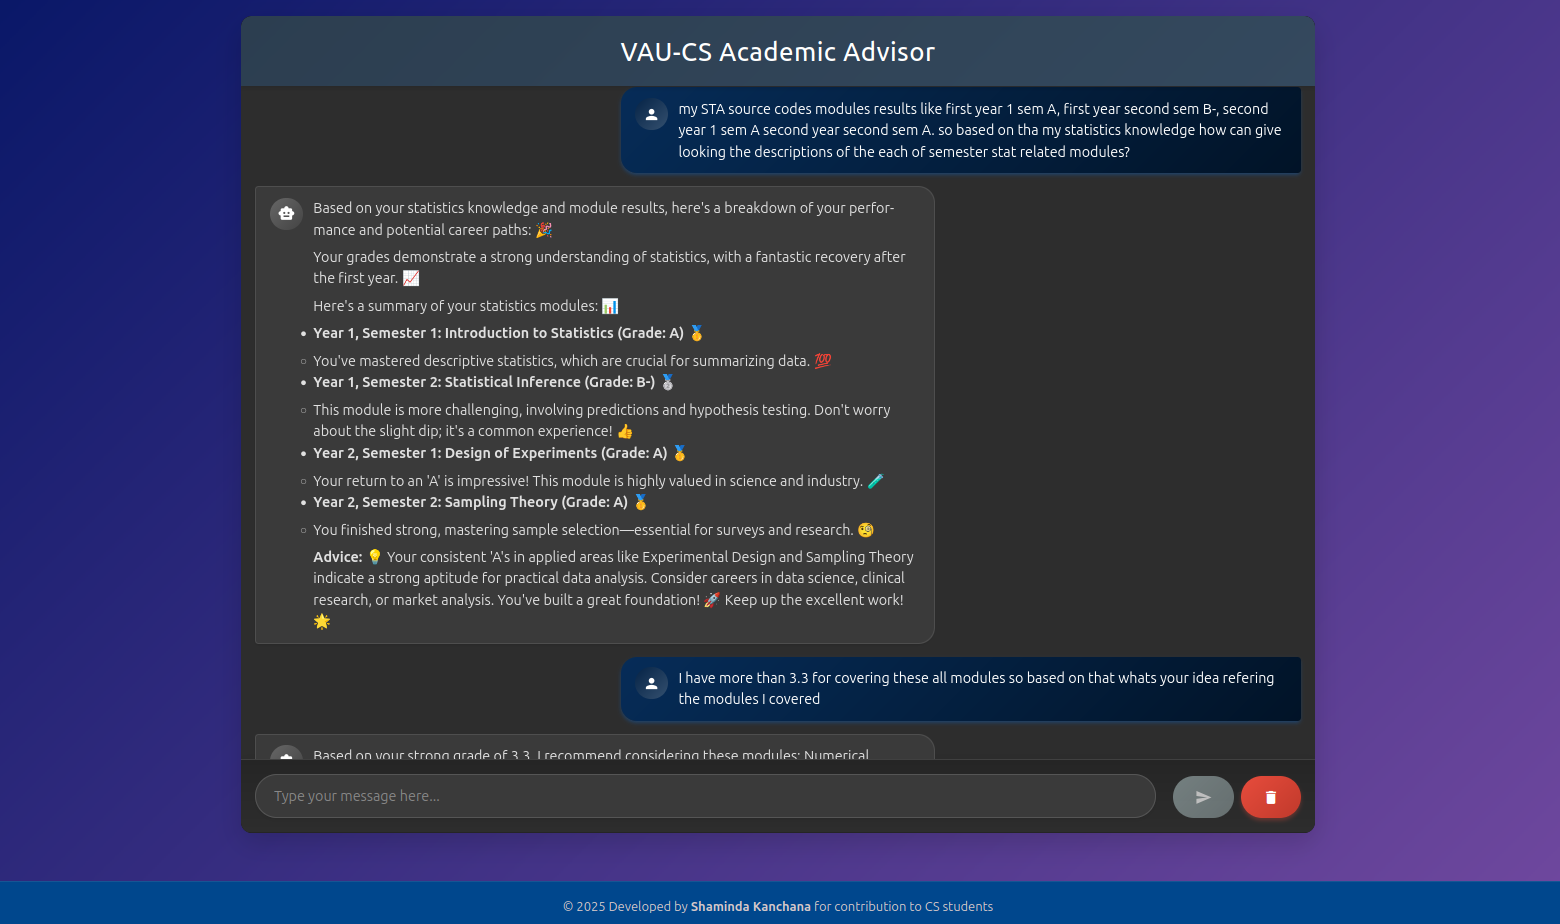 VAU-CS Academic Advisor
my STA source codes modules results like first year 1 sem A, first year second sem B-, second
year 1 sem A second year second sem A. so based on tha my statistics knowledge how can give
looking the descriptions of the each of semester stat related modules?
Based on your statistics knowledge and module results, here's a breakdown of your perfor-
mance and potential career paths: 🎉
Your grades demonstrate a strong understanding of statistics, with a fantastic recovery after
the first year. 📈
Here's a summary of your statistics modules: 📊
• Year 1, Semester 1: Introduction to Statistics (Grade: A) 🥇
○ You've mastered descriptive statistics, which are crucial for summarizing data. 💯
• Year 1, Semester 2: Statistical Inference (Grade: B-) 🥈
○ This module is more challenging, involving predictions and hypothesis testing. Don't worry
about the slight dip; it's a common experience! 👍
• Year 2, Semester 1: Design of Experiments (Grade: A) 🥇
○ Your return to an 'A' is impressive! This module is highly valued in science and industry. 🧪
• Year 2, Semester 2: Sampling Theory (Grade: A) 🥇
○ You finished strong, mastering sample selection—essential for surveys and research. 🧐
Advice: 💡 Your consistent 'A's in applied areas like Experimental Design and Sampling Theory
indicate a strong aptitude for practical data analysis. Consider careers in data science, clinical
research, or market analysis. You've built a great foundation! 🚀 Keep up the excellent work!
🌟
I have more than 3.3 for covering these all modules so based on that whats your idea refering
the modules I covered
Based on your strong grade of 3.3, I recommend considering these modules: Numerical
Type your message here...
© 2025 Developed by Shaminda Kanchana for contribution to CS students